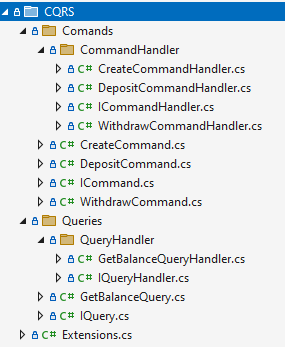 CQRS
Comands
CommandHandler
C# CreateCommandHandler.cs
C# DepositCommandHandler.cs
C# ICommandHandler.cs
C# WithdrawCommandHandler.cs
C# CreateCommand.cs
C# DepositCommand.cs
C# ICommand.cs
C# WithdrawCommand.cs
Queries
QueryHandler
C# GetBalanceQueryHandler.cs
C# IQueryHandler.cs
C# GetBalanceQuery.cs
C# IQuery.cs
C# Extensions.cs